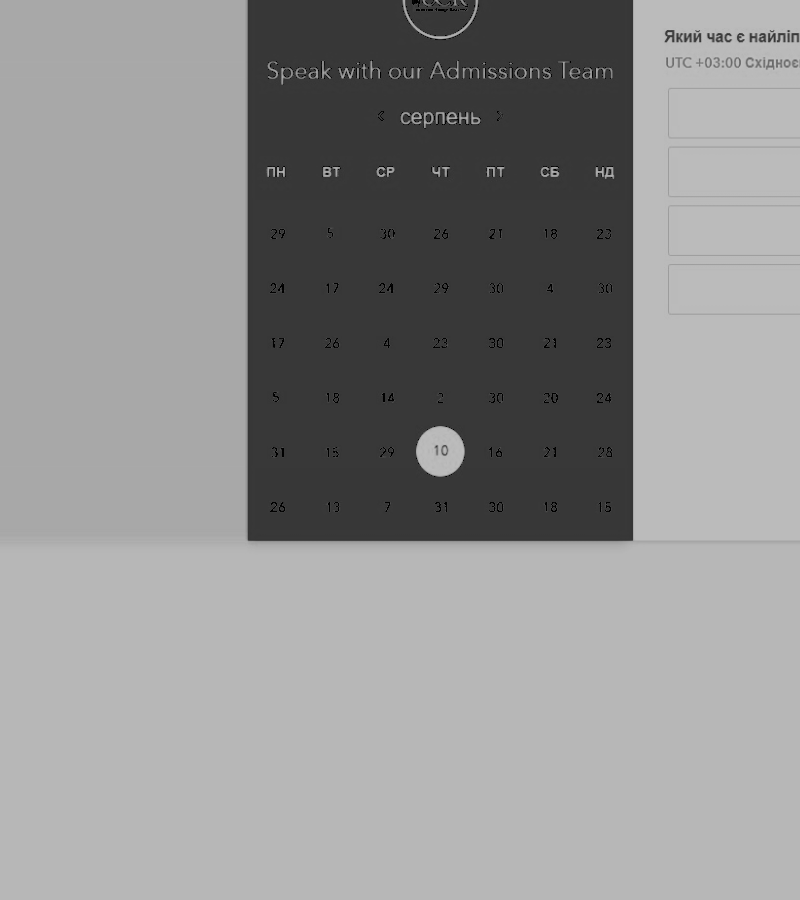 UCR
Speak with our Admissions Team
< серпень >
ПН ВТ СР ЧТ ПТ СБ НД
29 5 30 26 21 18 23
24 17 24 29 30 4 30
17 26 4 23 30 21 23
5 18 14 2 30 20 24
31 15 29 10 16 21 28
26 13 7 31 30 18 15
Який час є найліп
UTC +03:00 Східноє